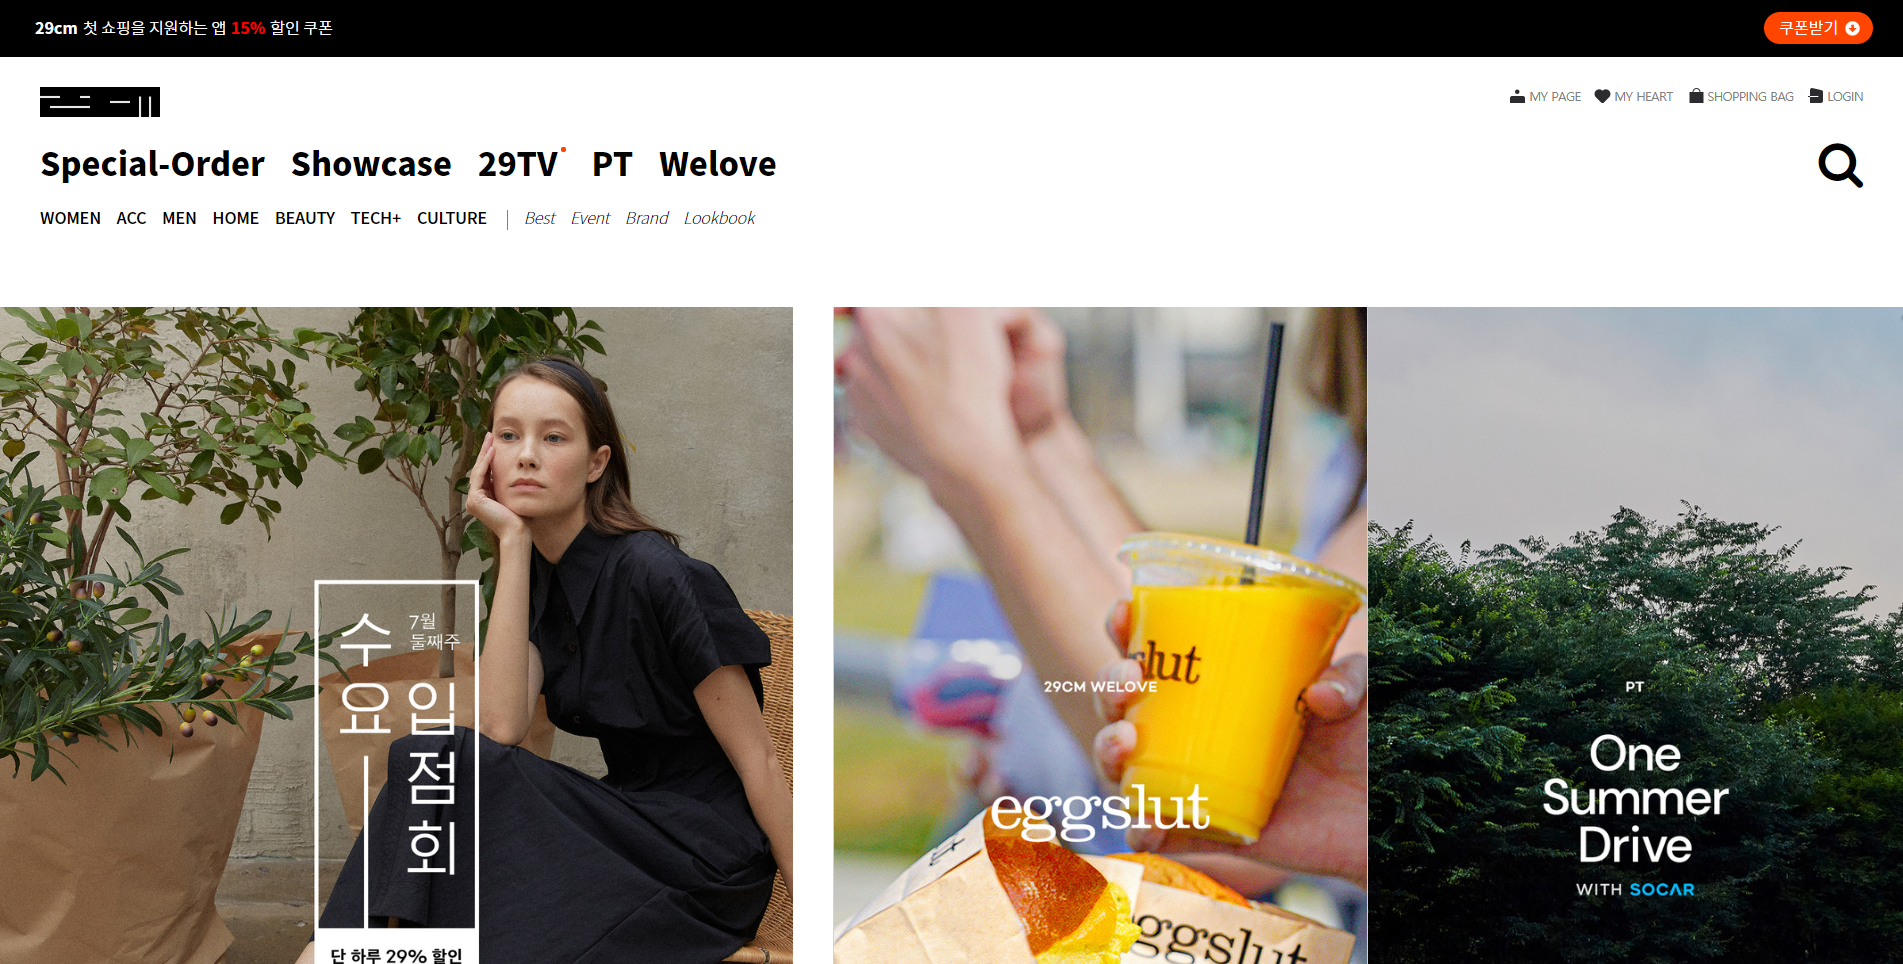 29cm 첫 쇼핑을 지원하는 앱 15% 할인 쿠폰
쿠폰받기
MY PAGE MY HEART SHOPPING BAG LOGIN
Special-Order Showcase 29TV PT Welove
WOMEN ACC MEN HOME BEAUTY TECH+ CULTURE | Best Event Brand Lookbook
수요입점회
7월
둘째주
단 하루 29% 할인
slut
29CM WELOVE
eggslut
ggslut
PT
One
Summer
Drive
WITH SOCAR